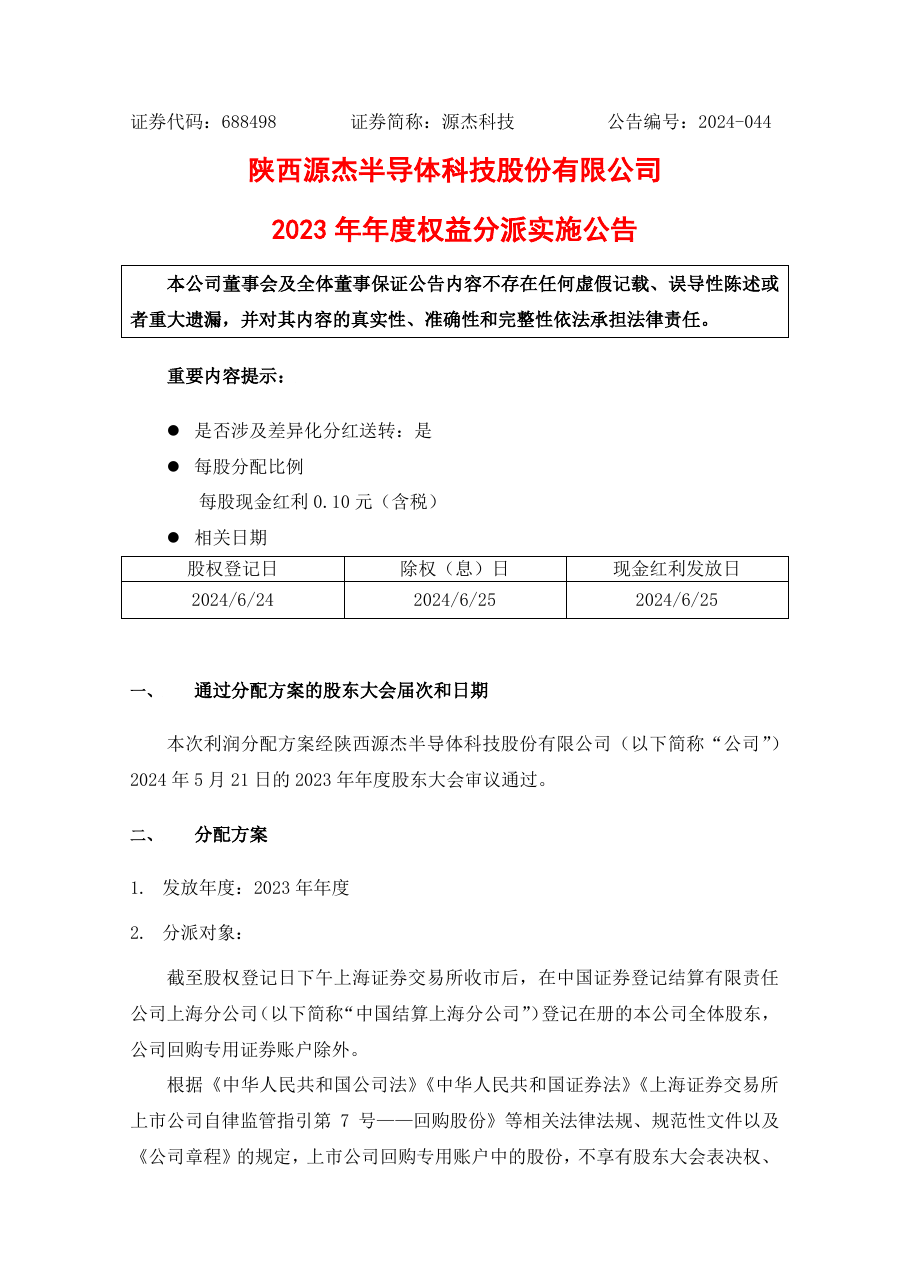 证券代码：688498 证券简称：源杰科技 公告编号：2024-044
陕西源杰半导体科技股份有限公司
2023 年年度权益分派实施公告
本公司董事会及全体董事保证公告内容不存在任何虚假记载、误导性陈述或
者重大遗漏，并对其内容的真实性、准确性和完整性依法承担法律责任。
重要内容提示：
● 是否涉及差异化分红送转：是
● 每股分配比例
每股现金红利 0.10 元（含税）
● 相关日期
股权登记日 除权（息）日 现金红利发放日
2024/6/24 2024/6/25 2024/6/25
一、 通过分配方案的股东大会届次和日期
本次利润分配方案经陕西源杰半导体科技股份有限公司（以下简称“公司”）
2024 年 5 月 21 日的 2023 年年度股东大会审议通过。
二、 分配方案
1. 发放年度：2023 年年度
2. 分派对象：
截至股权登记日下午上海证券交易所收市后，在中国证券登记结算有限责任
公司上海分公司（以下简称“中国结算上海分公司”）登记在册的本公司全体股东，
公司回购专用证券账户除外。
根据《中华人民共和国公司法》《中华人民共和国证券法》《上海证券交易所
上市公司自律监管指引第 7 号——回购股份》等相关法律法规、规范性文件以及
《公司章程》的规定，上市公司回购专用账户中的股份，不享有股东大会表决权、